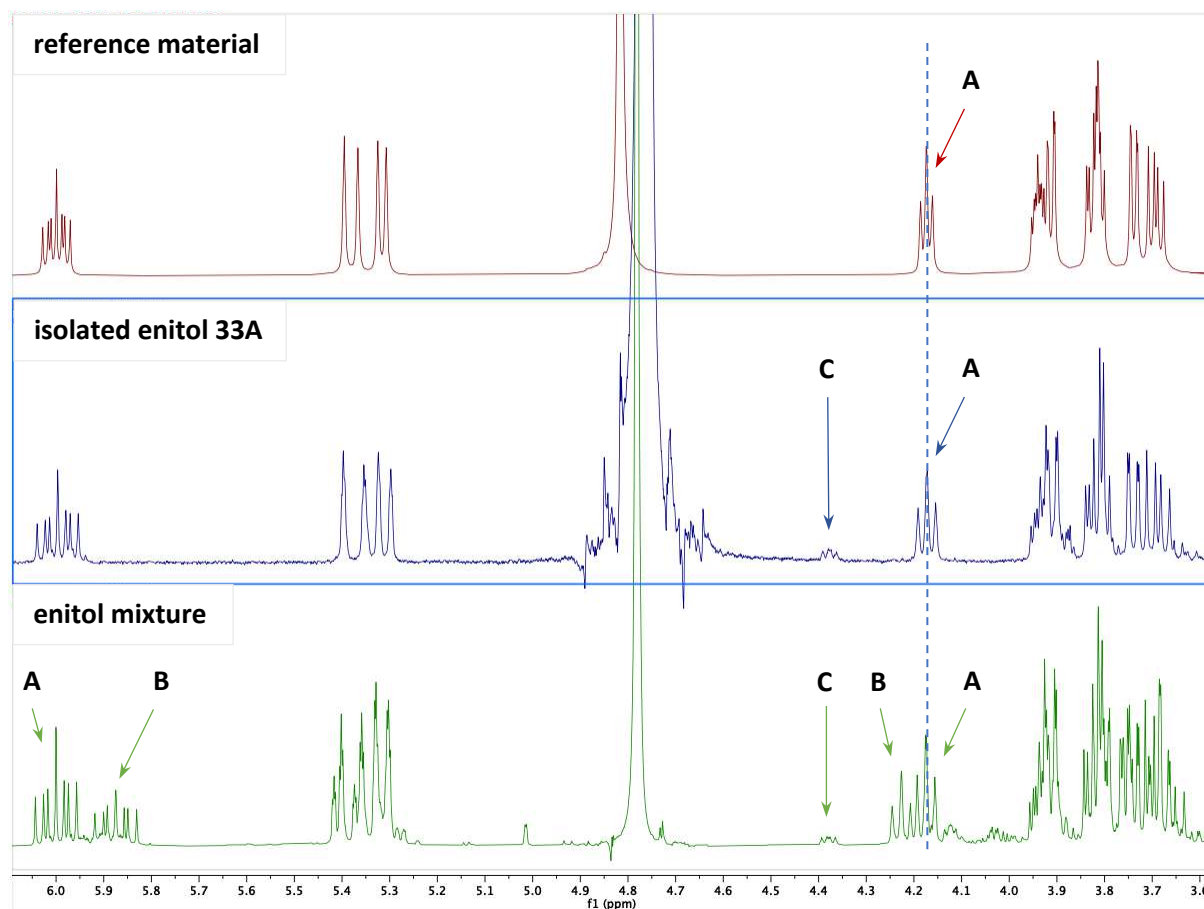 reference material
A
isolated enitol 33A
C
A
enitol mixture
A
B
C
B
A
6.0 5.9 5.8 5.7 5.6 5.5 5.4 5.3 5.2 5.1 5.0 4.9 4.8 4.7 4.6 4.5 4.4 4.3 4.2 4.1 4.0 3.9 3.8 3.7 3.6
f1 (ppm)